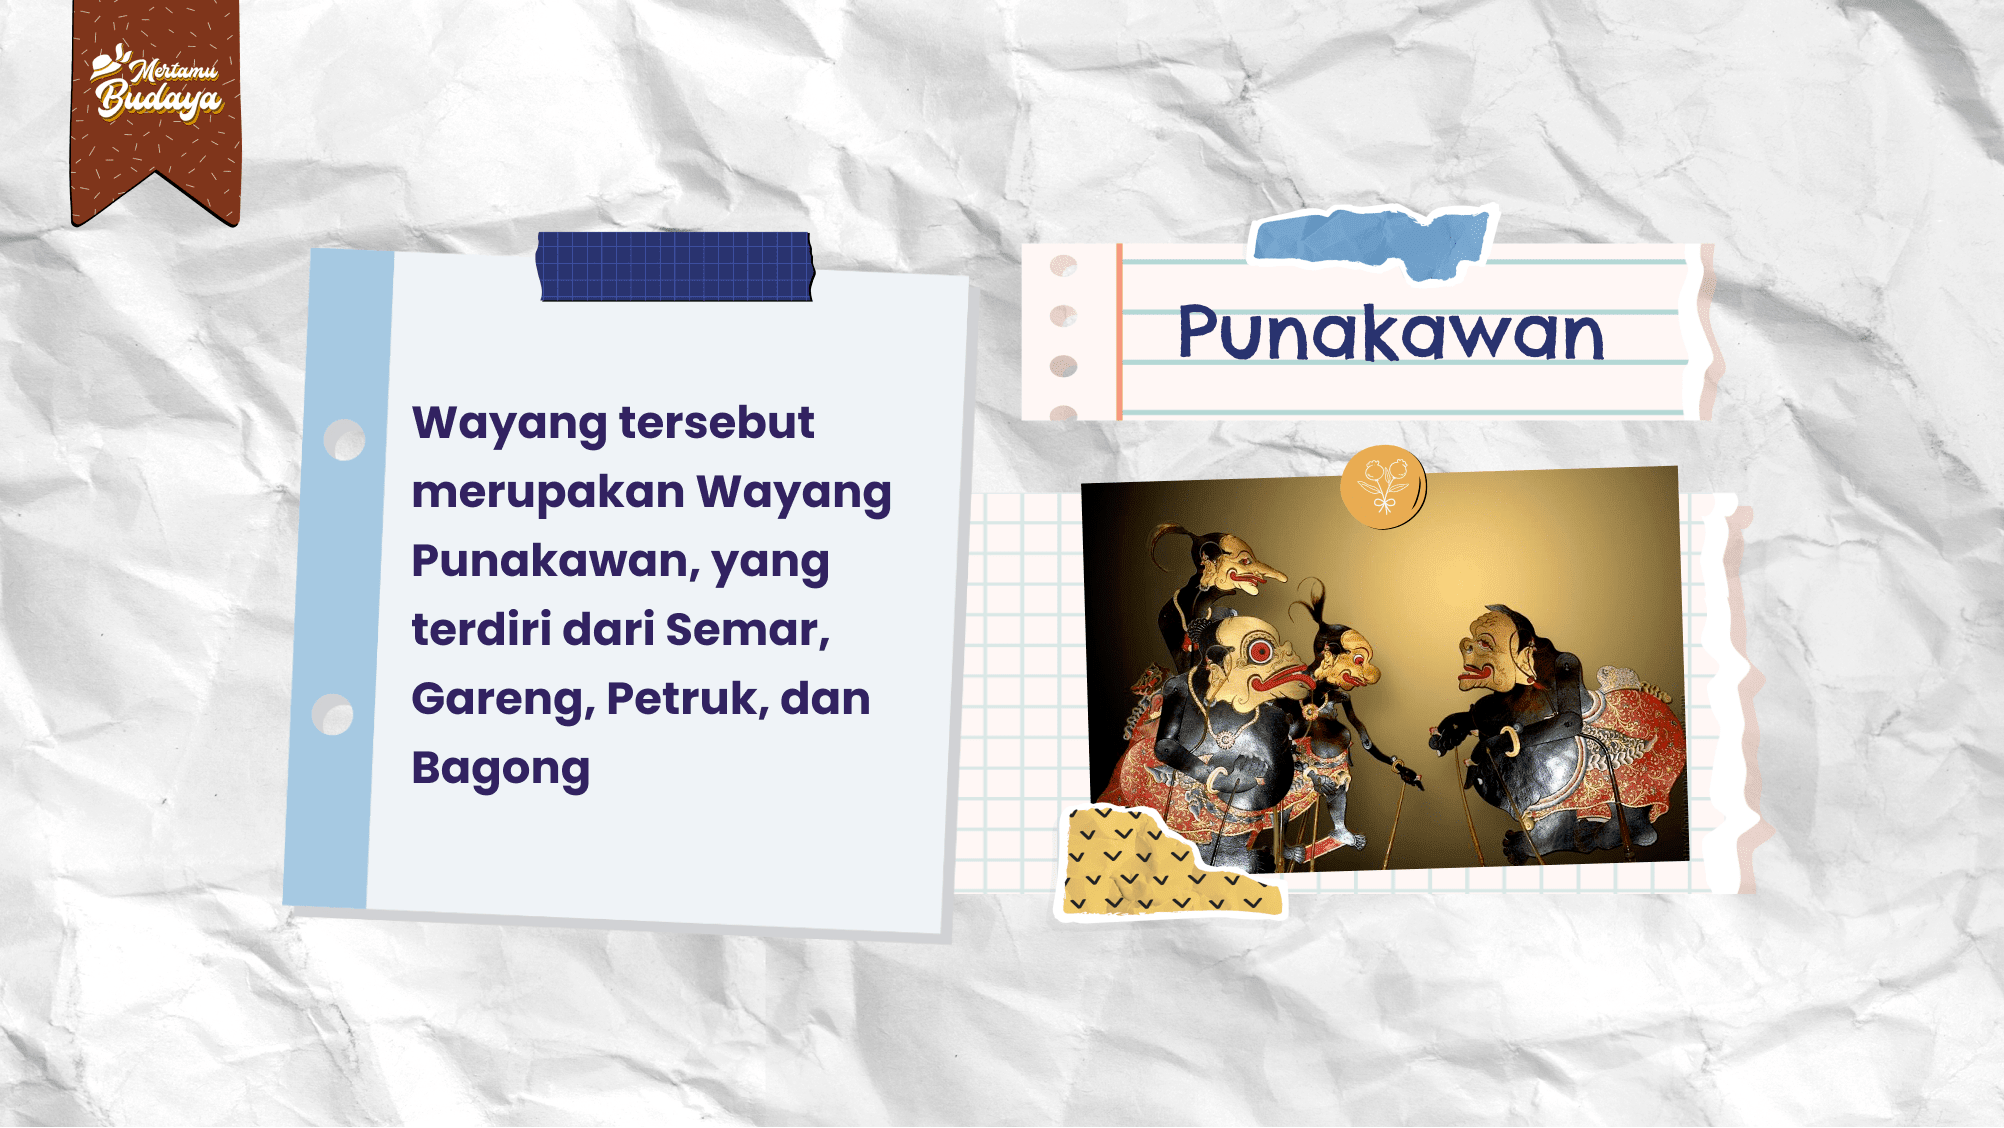 Mertamu
Budaya
Punakawan
Wayang tersebut
merupakan Wayang
Punakawan, yang
terdiri dari Semar,
Gareng, Petruk, dan
Bagong